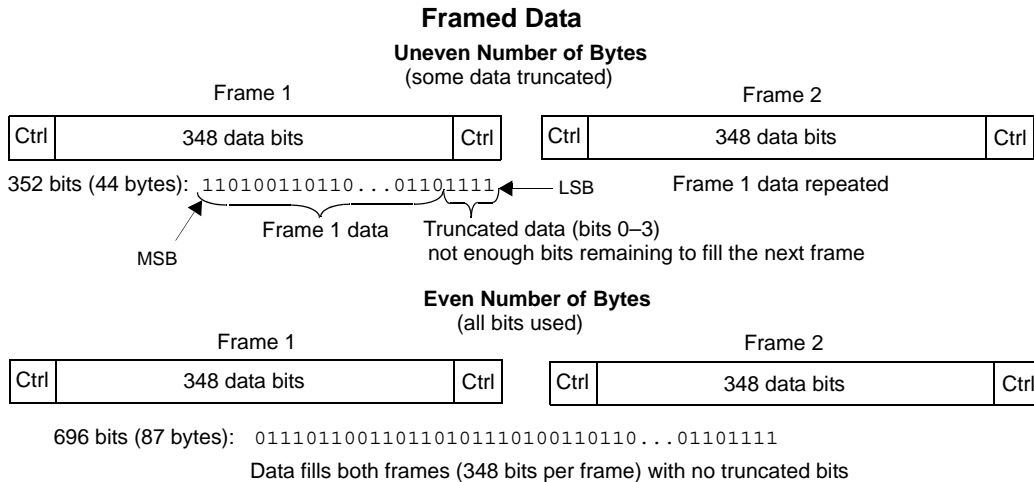 Framed Data
Uneven Number of Bytes
(some data truncated)
Frame 1 Frame 2
Ctrl 348 data bits Ctrl Ctrl 348 data bits Ctrl
352 bits (44 bytes): 110100110110...01101111 LSB Frame 1 data repeated
Frame 1 data Truncated data (bits 0–3)
MSB not enough bits remaining to fill the next frame
Even Number of Bytes
(all bits used)
Frame 1 Frame 2
Ctrl 348 data bits Ctrl Ctrl 348 data bits Ctrl
696 bits (87 bytes): 011101100110110101110100110110...01101111
Data fills both frames (348 bits per frame) with no truncated bits